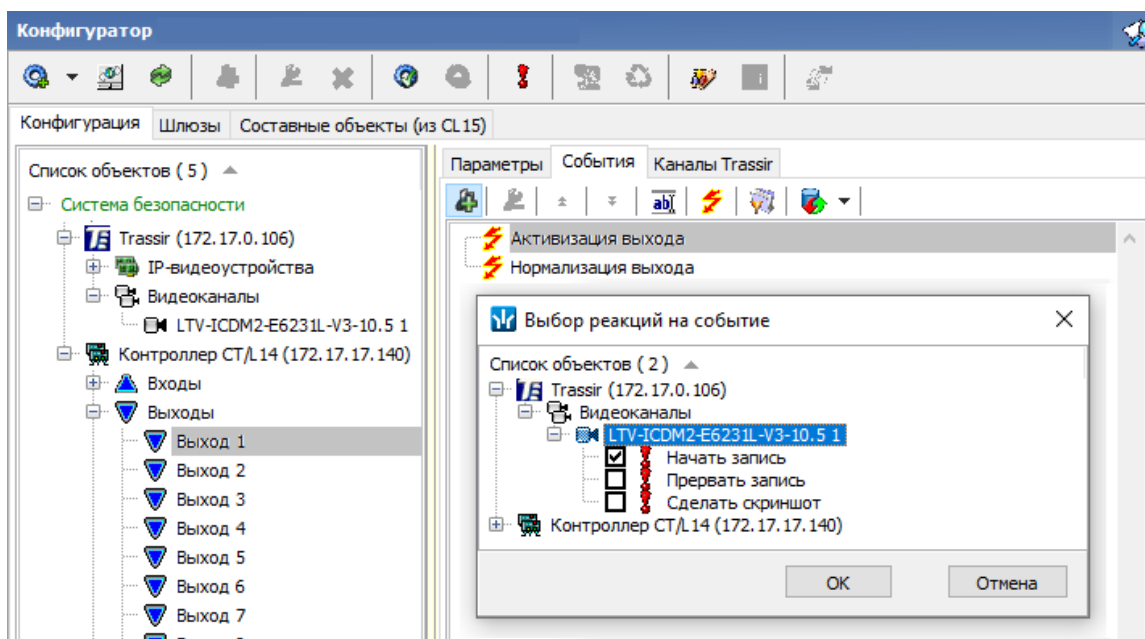 Конфигуратор
Конфигурация Шлюзы Составные объекты (из CL15)
Список объектов ( 5 )
Система безопасности
Trassir (172.17.0.106)
IP-видеоустройства
Видеоканалы
LTV-ICDM2-E6231L-V3-10.5 1
Контроллер CT/L14 (172.17.17.140)
Входы
Выходы
Выход 1
Выход 2
Выход 3
Выход 4
Выход 5
Выход 6
Выход 7
Параметры События Каналы Trassir
ab
Активизация выхода
Нормализация выхода
Выбор реакций на событие
Список объектов ( 2 )
Trassir (172.17.0.106)
Видеоканалы
LTV-ICDM2-E6231L-V3-10.5 1
Начать запись
Прервать запись
Сделать скриншот
Контроллер CT/L14 (172.17.17.140)
OK Отмена